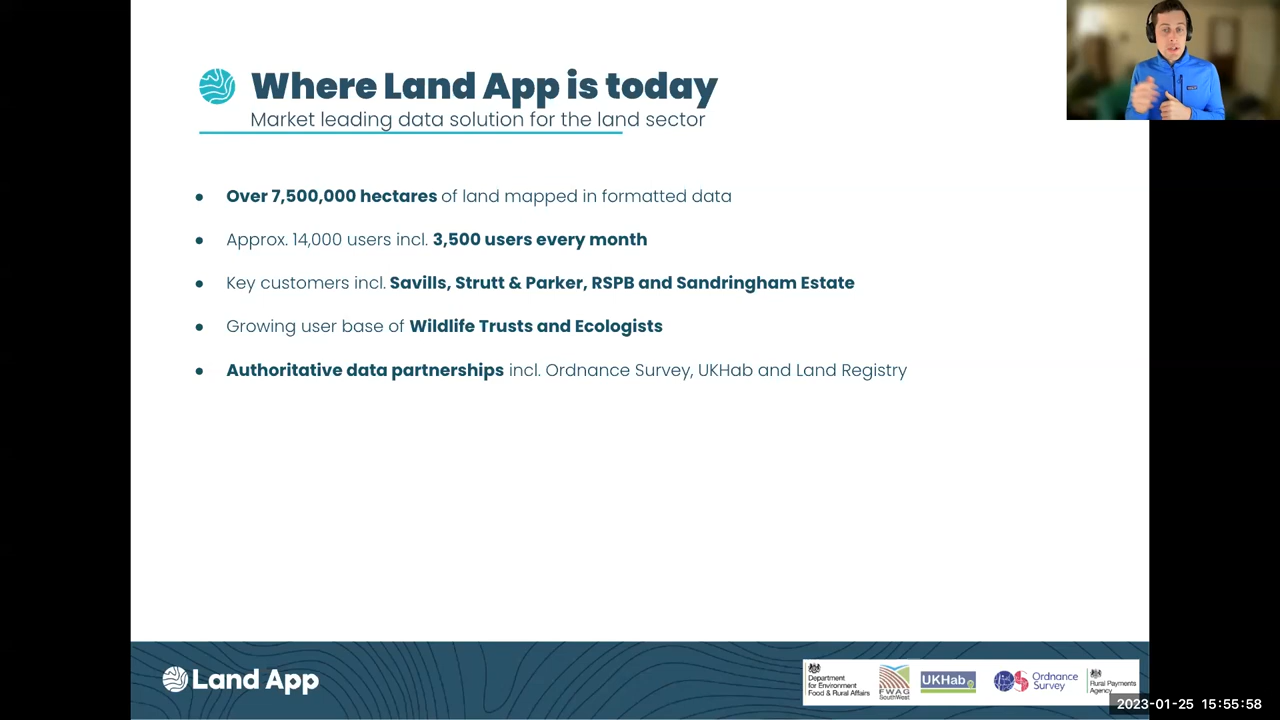 Where Land App is today
Market leading data solution for the land sector
● Over 7,500,000 hectares of land mapped in formatted data
● Approx. 14,000 users incl. 3,500 users every month
● Key customers incl. Savills, Strutt & Parker, RSPB and Sandringham Estate
● Growing user base of Wildlife Trusts and Ecologists
● Authoritative data partnerships incl. Ordnance Survey, UKHab and Land Registry
Land App
Department
for Environment
Food & Rural Affairs
FWAG
SouthWest
UKHab
Ordnance
Survey
Rural Payments
Agency
2023-01-25 15:55:58